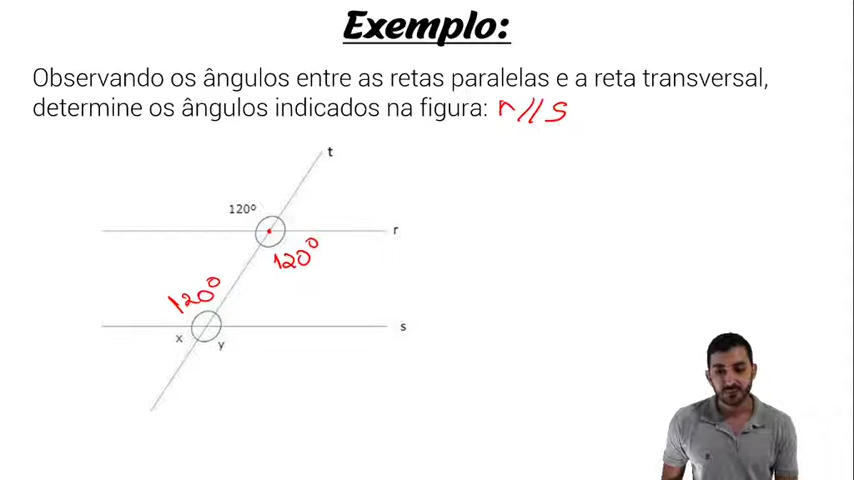 Exemplo:
Observando os ângulos entre as retas paralelas e a reta transversal,
determine os ângulos indicados na figura: r//s
t
120º
r
120º
120º
s
x
y